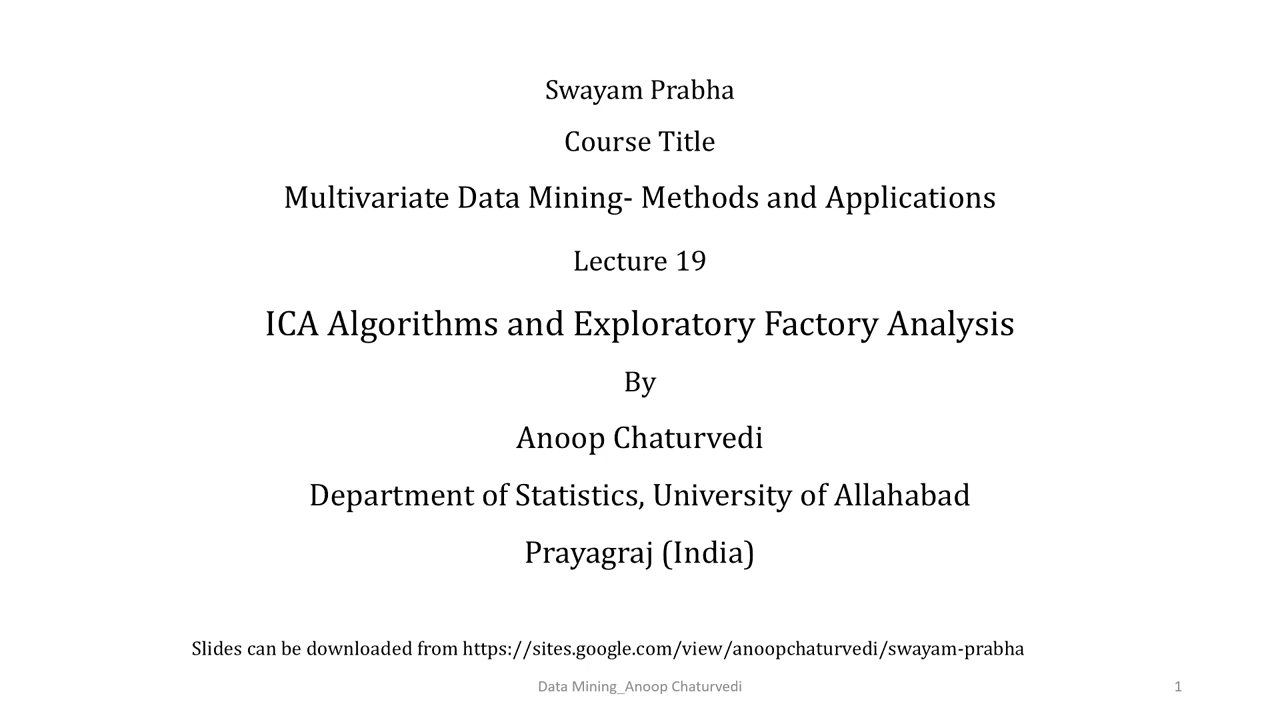 Swayam Prabha
Course Title
Multivariate Data Mining- Methods and Applications
Lecture 19
ICA Algorithms and Exploratory Factory Analysis
By
Anoop Chaturvedi
Department of Statistics, University of Allahabad
Prayagraj (India)
Slides can be downloaded from https://sites.google.com/view/anoopchaturvedi/swayam-prabha
Data Mining_Anoop Chaturvedi
1